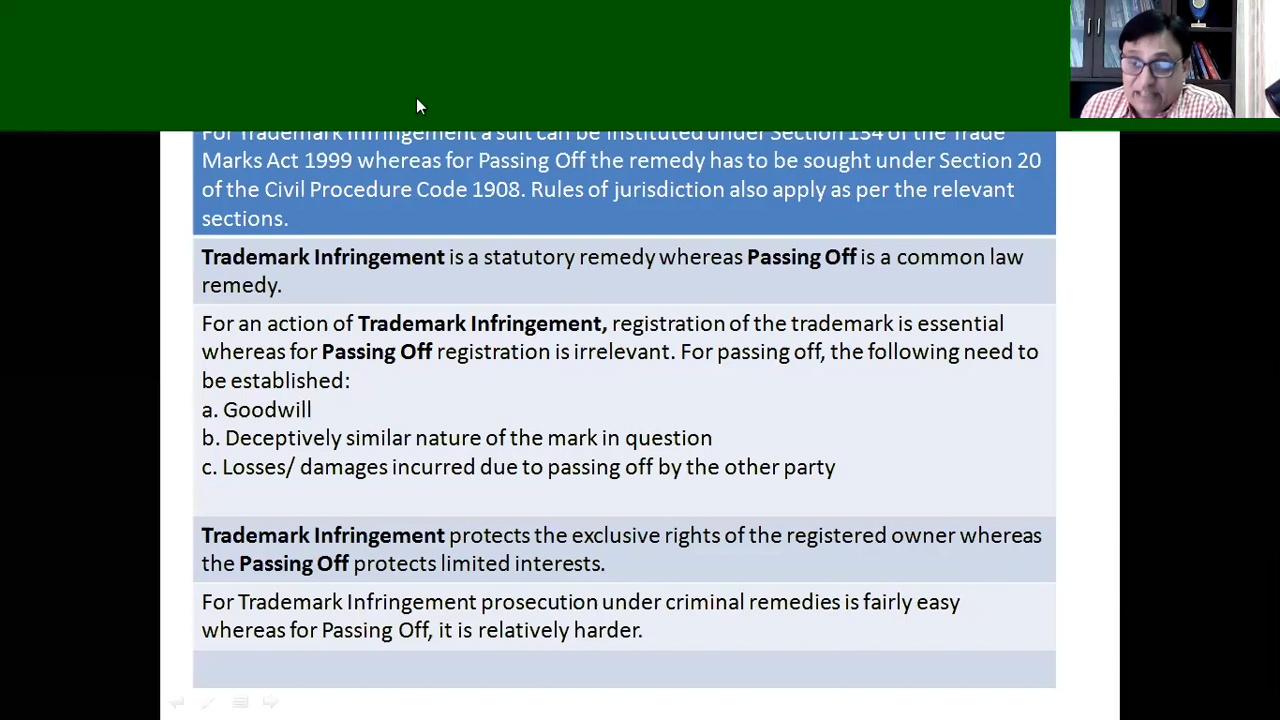 For Trademark Infringement a suit can be instituted under Section 134 of the Trade
Marks Act 1999 whereas for Passing Off the remedy has to be sought under Section 20
of the Civil Procedure Code 1908. Rules of jurisdiction also apply as per the relevant
sections.
Trademark Infringement is a statutory remedy whereas Passing Off is a common law
remedy.
For an action of Trademark Infringement, registration of the trademark is essential
whereas for Passing Off registration is irrelevant. For passing off, the following need to
be established:
a. Goodwill
b. Deceptively similar nature of the mark in question
c. Losses/ damages incurred due to passing off by the other party
Trademark Infringement protects the exclusive rights of the registered owner whereas
the Passing Off protects limited interests.
For Trademark Infringement prosecution under criminal remedies is fairly easy
whereas for Passing Off, it is relatively harder.